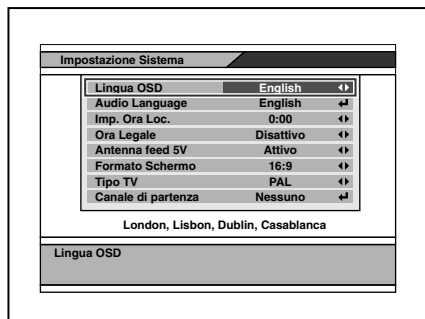 Impostazione Sistema
Lingua OSD English
Audio Language English
Imp. Ora Loc. 0:00
Ora Legale Disattivo
Antenna feed 5V Attivo
Formato Schermo 16:9
Tipo TV PAL
Canale di partenza Nessuno
London, Lisbon, Dublin, Casablanca
Lingua OSD